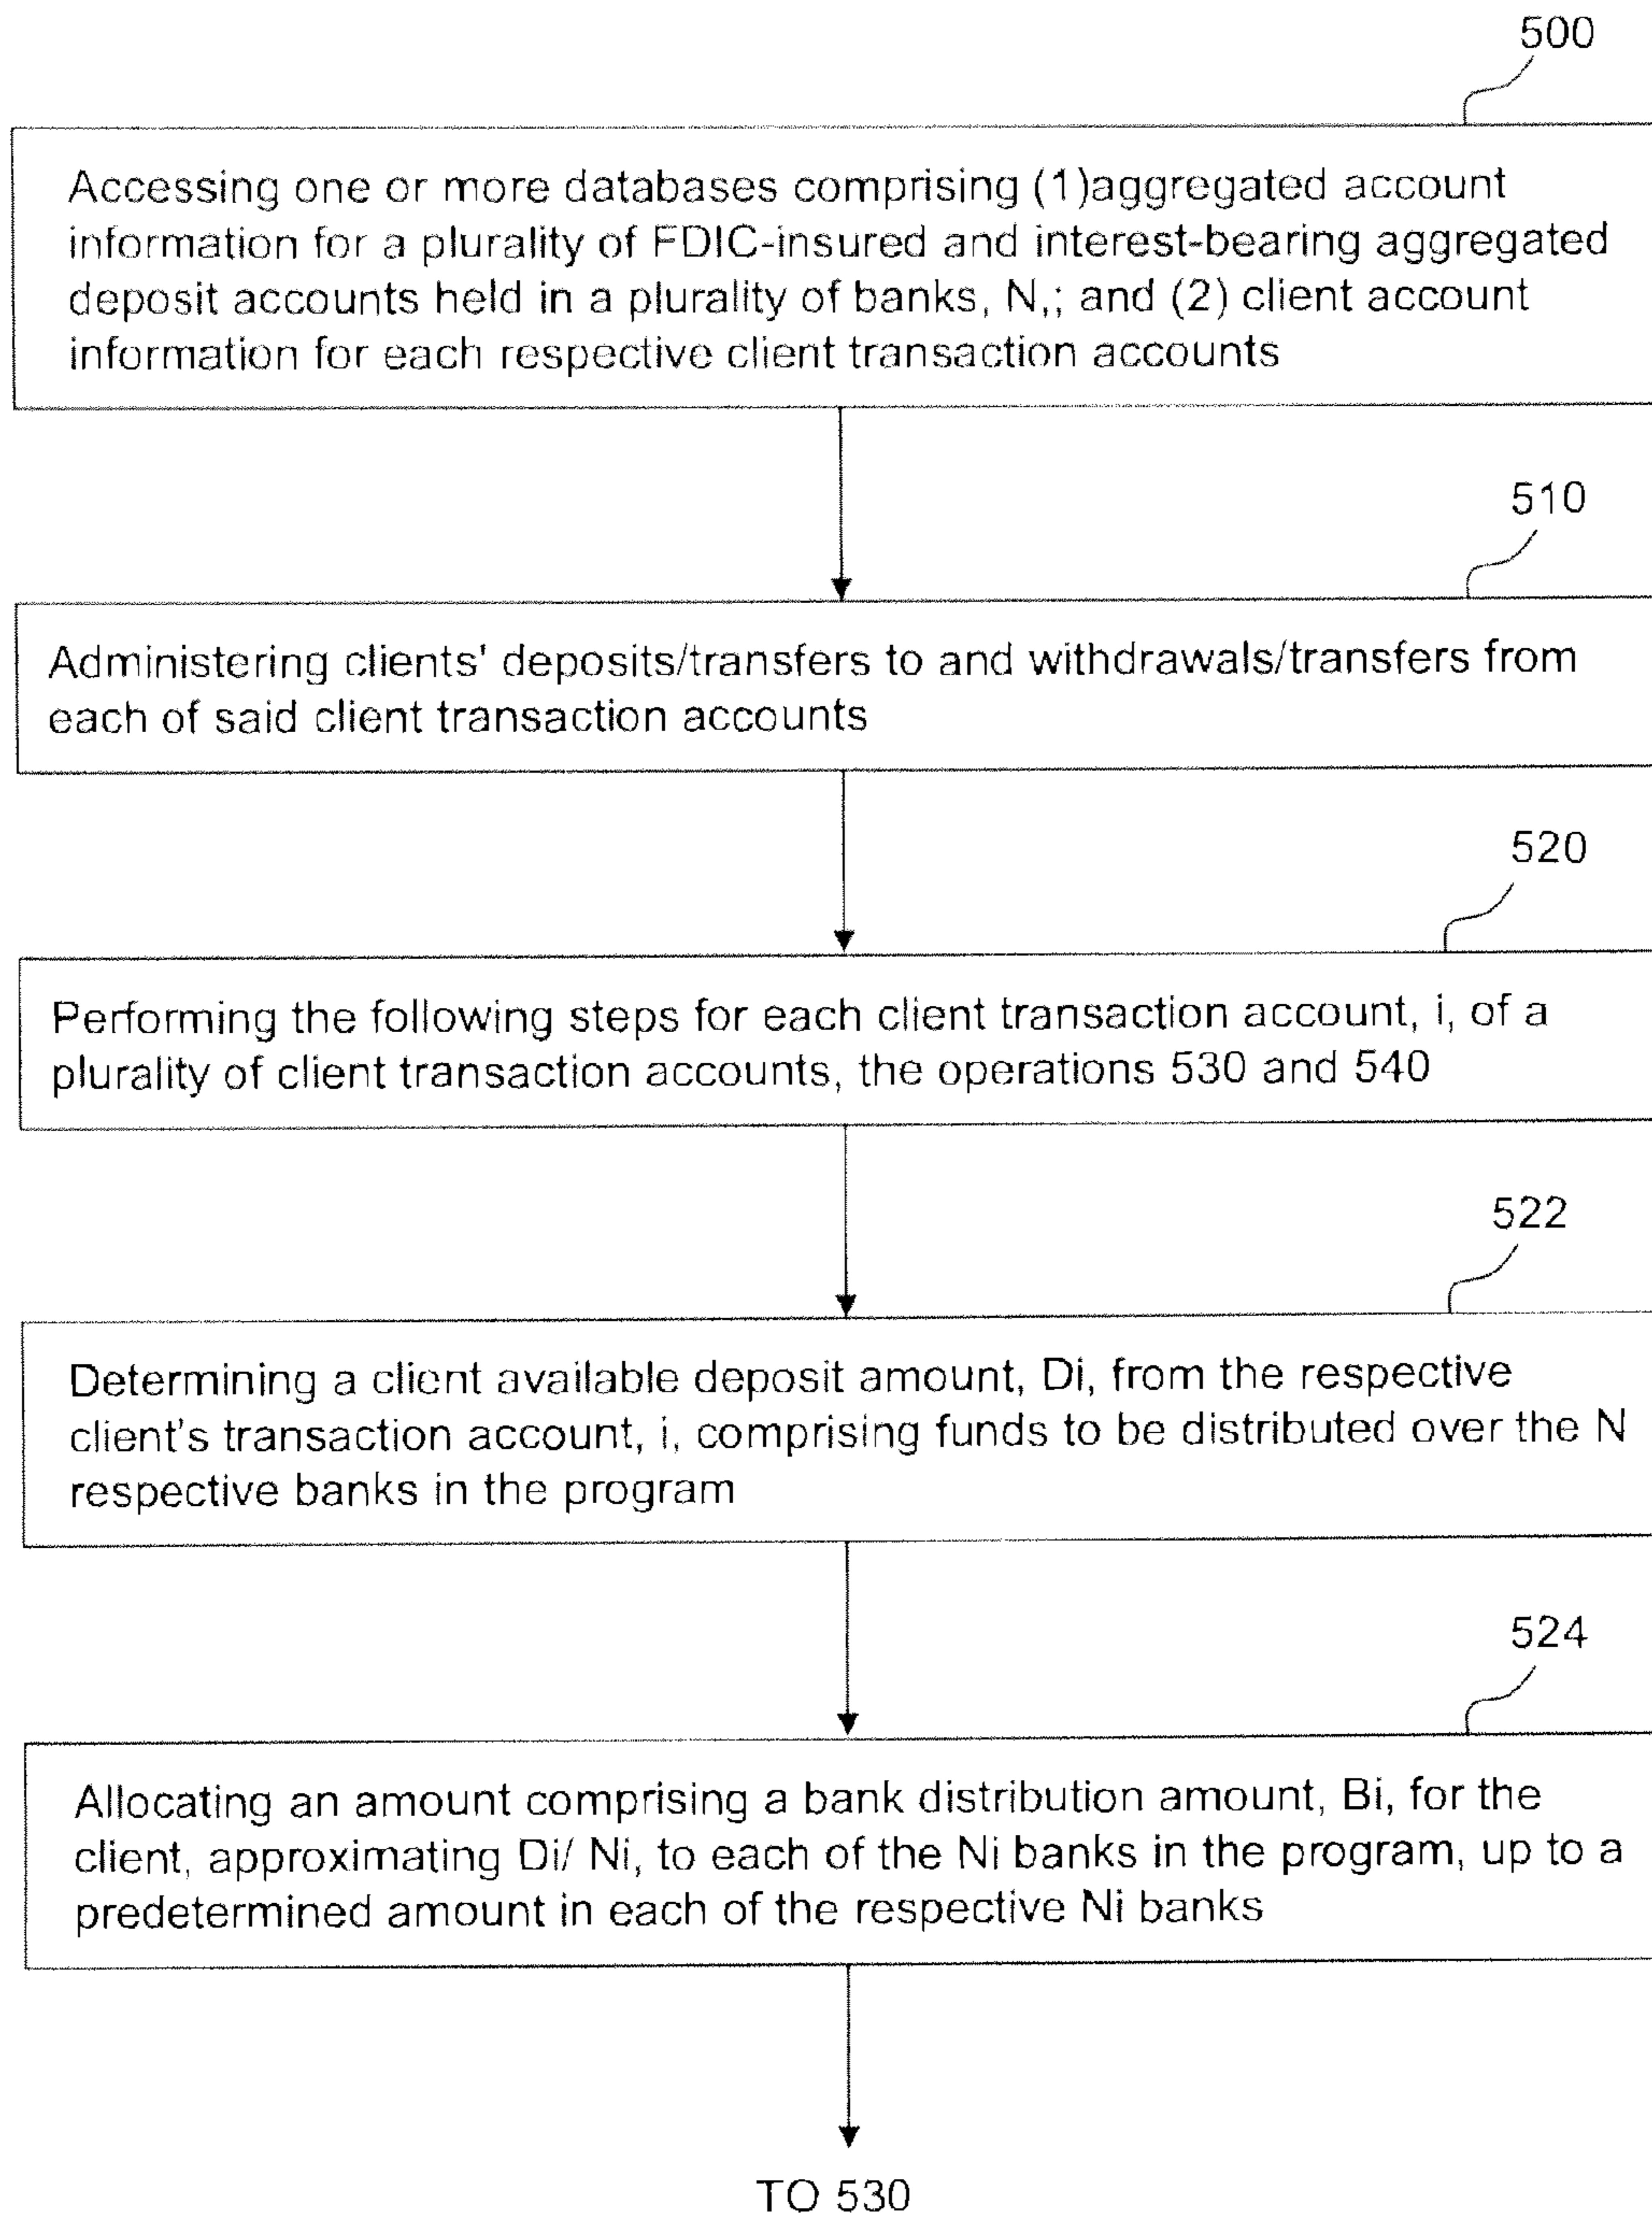 500
Accessing one or more databases comprising (1)aggregated account
information for a plurality of FDIC-insured and interest-bearing aggregated
deposit accounts held in a plurality of banks, N,; and (2) client account
information for each respective client transaction accounts
510
Administering clients' deposits/transfers to and withdrawals/transfers from
each of said client transaction accounts
520
Performing the following steps for each client transaction account, i, of a
plurality of client transaction accounts, the operations 530 and 540
522
Determining a client available deposit amount, Di, from the respective
client's transaction account, i, comprising funds to be distributed over the N
respective banks in the program
524
Allocating an amount comprising a bank distribution amount, Bi, for the
client, approximating Di/ Ni, to each of the Ni banks in the program, up to a
predetermined amount in each of the respective Ni banks
TO 530